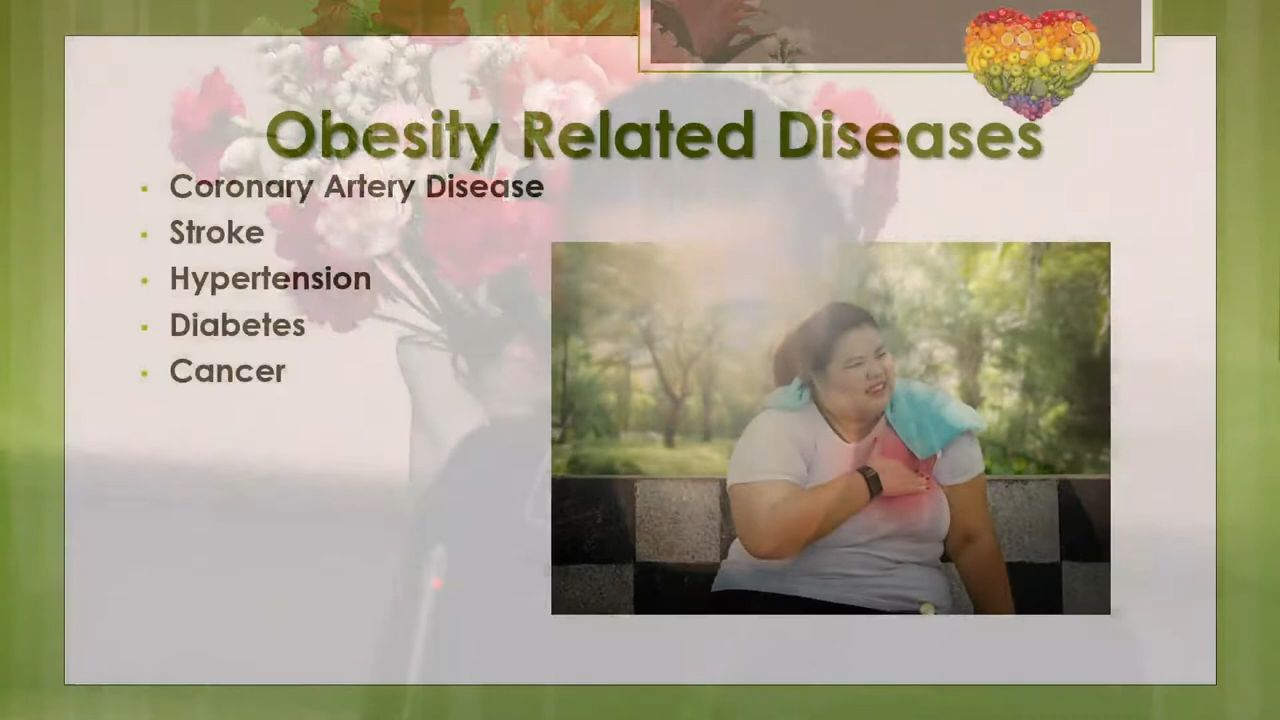 Obesity Related Diseases
Coronary Artery Disease
Stroke
Hypertension
Diabetes
Cancer